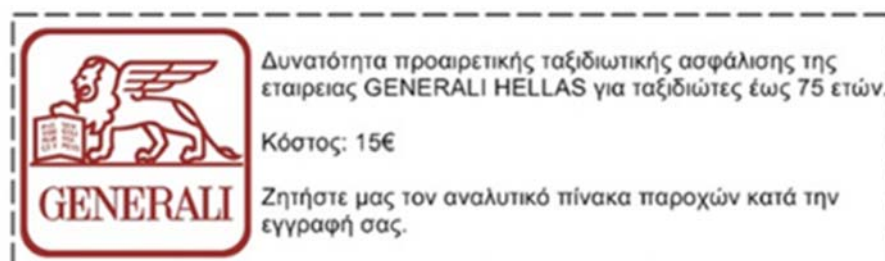 Δυνατότητα προαιρετικής ταξιδιωτικής ασφάλισης της
εταιρειας GENERALI HELLAS για ταξιδιώτες έως 75 ετών.
Κόστος: 15€
Ζητήστε μας τον αναλυτικό πίνακα παροχών κατά την
εγγραφή σας.
GENERALI